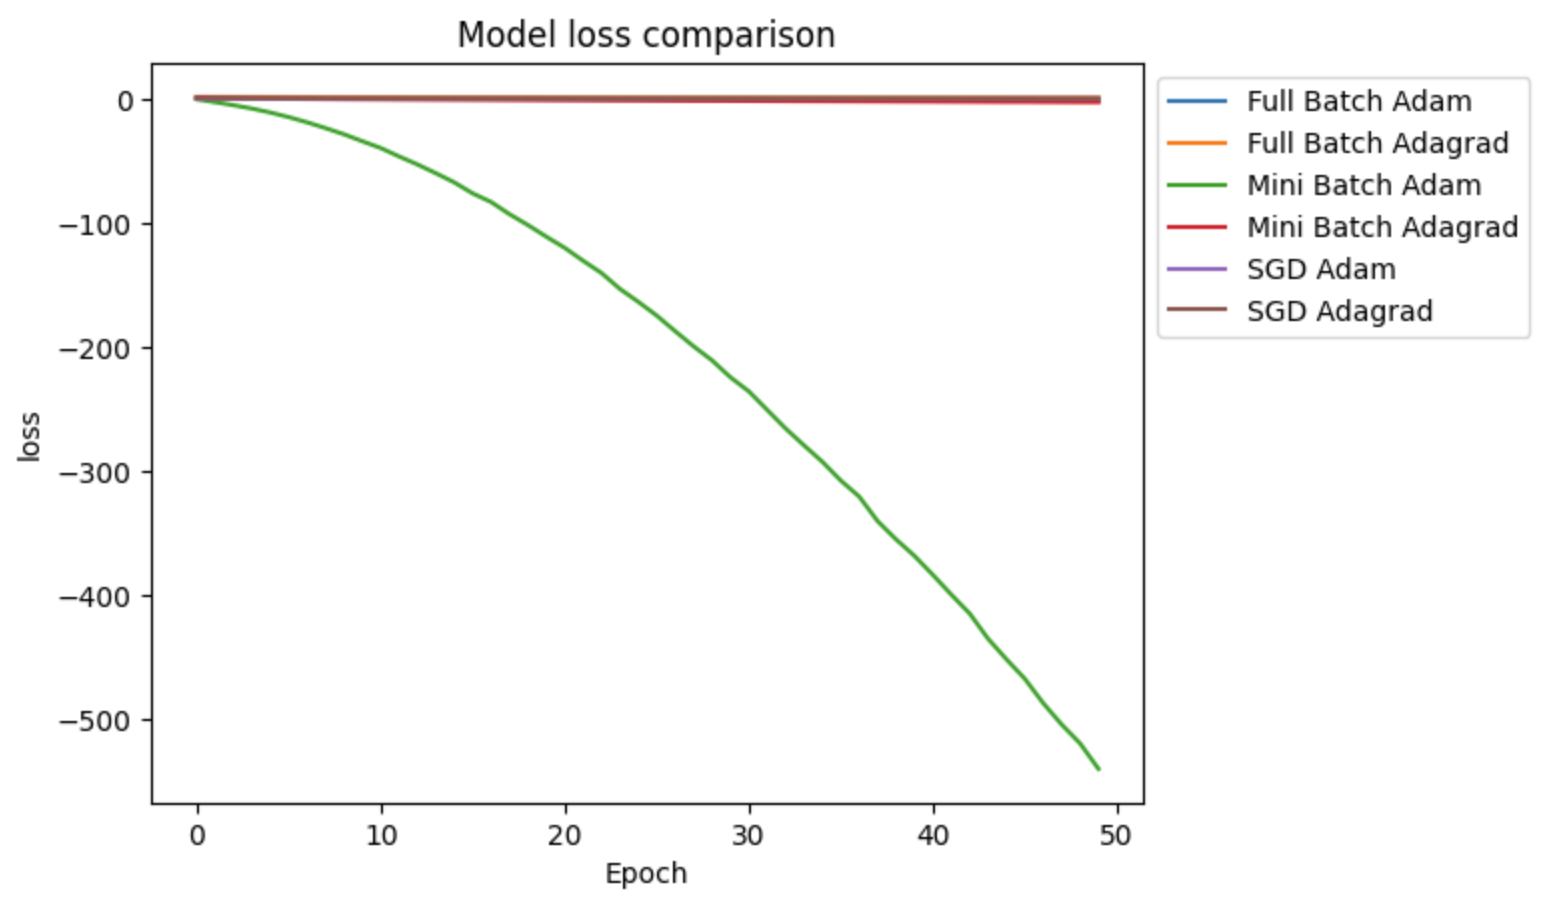 Model loss comparison
0
−100
−200
−300
−400
−500
loss
0 10 20 30 40 50
Epoch
Full Batch Adam
Full Batch Adagrad
Mini Batch Adam
Mini Batch Adagrad
SGD Adam
SGD Adagrad